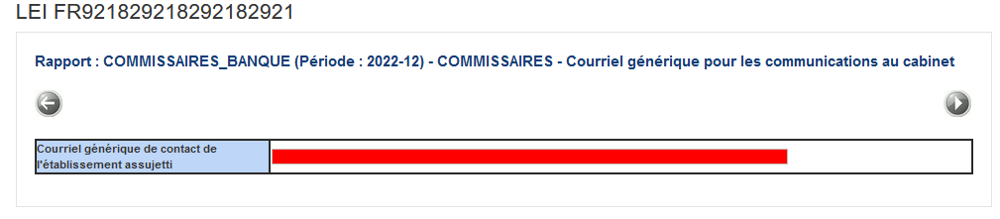 LEI FR921829218292182921
Rapport : COMMISSAIRES_BANQUE (Période : 2022-12) - COMMISSAIRES - Courriel générique pour les communications au cabinet
Courriel générique de contact de
l'établissement assujetti